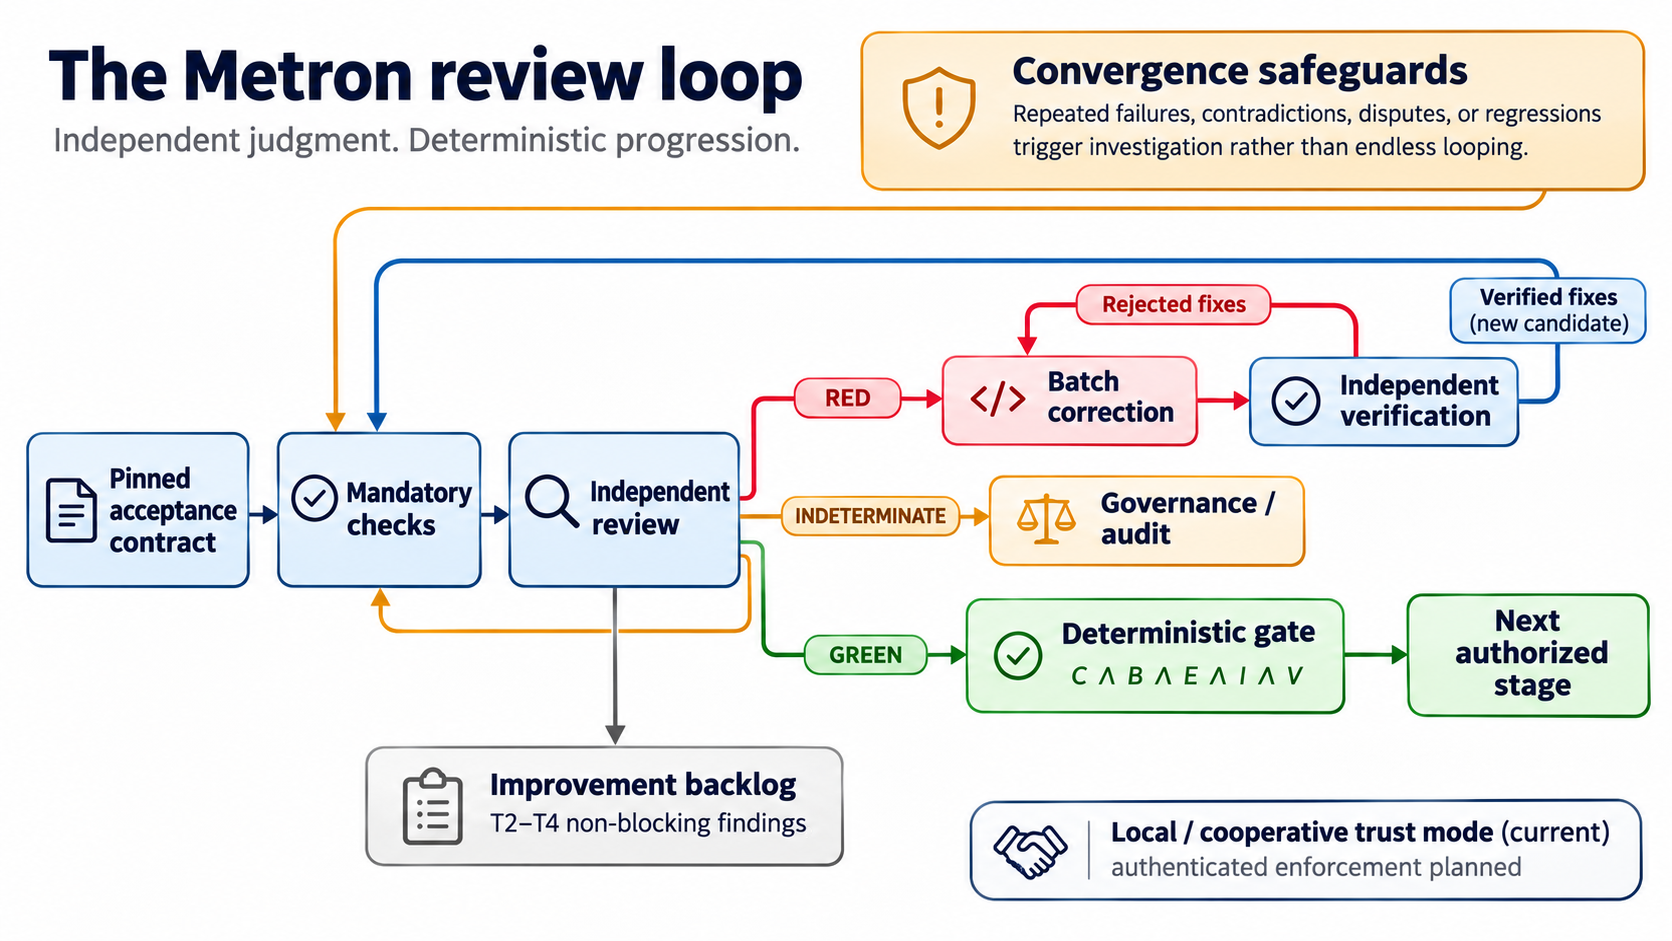 The Metron review loop
Independent judgment. Deterministic progression.
Convergence safeguards
Repeated failures, contradictions, disputes, or regressions
trigger investigation rather than endless looping.
Verified fixes
(new candidate)
Rejected fixes
RED
Batch
correction
Independent
verification
Pinned
acceptance
contract
Mandatory
checks
Independent
review
INDETERMINATE
Governance /
audit
GREEN
Deterministic gate
C Λ B Λ E Λ I Λ V
Next
authorized
stage
Improvement backlog
T2–T4 non-blocking findings
Local / cooperative trust mode (current)
authenticated enforcement planned